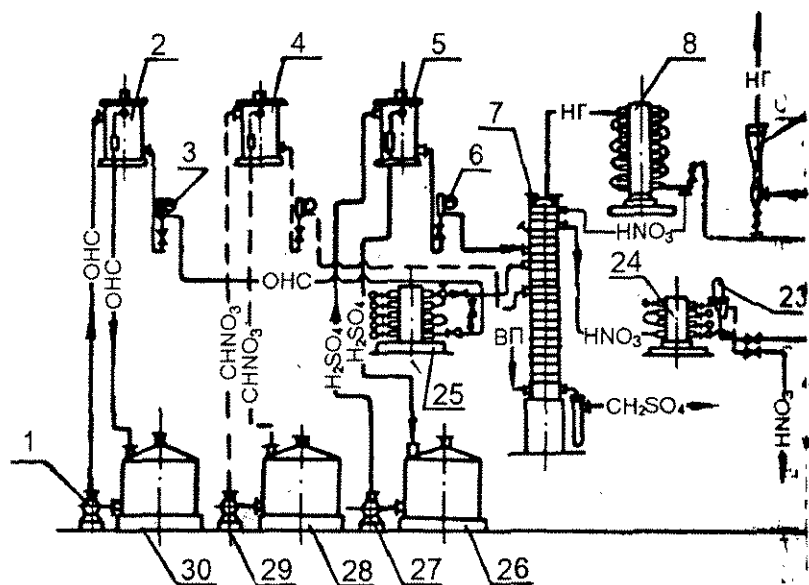 2
4
5
8
НГ
7
НГ
3
6
HNO₃
ОНС
ОНС
CHNO₃
CHNO₃
H₂SO₄
H₂SO₄
ОНС
24
23
ВП
HNO₃
25
CH₂SO₄
HNO₃
1
30
29
28
27
26